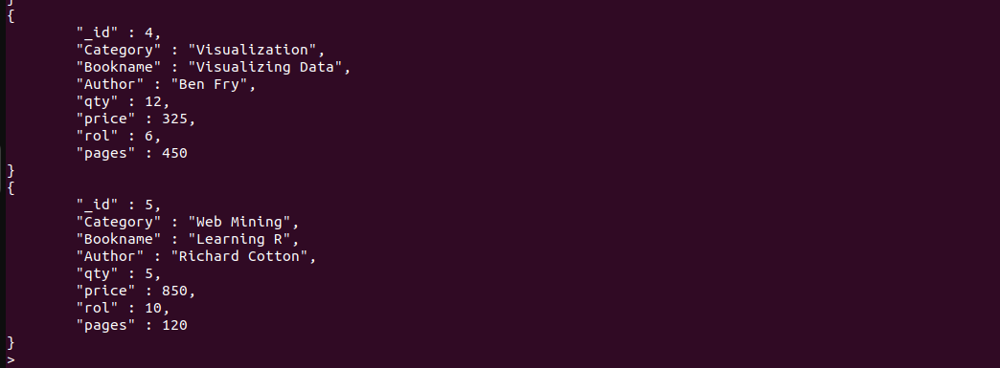 }
{
"_id" : 4,
"Category" : "Visualization",
"Bookname" : "Visualizing Data",
"Author" : "Ben Fry",
"qty" : 12,
"price" : 325,
"rol" : 6,
"pages" : 450
}
{
"_id" : 5,
"Category" : "Web Mining",
"Bookname" : "Learning R",
"Author" : "Richard Cotton",
"qty" : 5,
"price" : 850,
"rol" : 10,
"pages" : 120
}
>